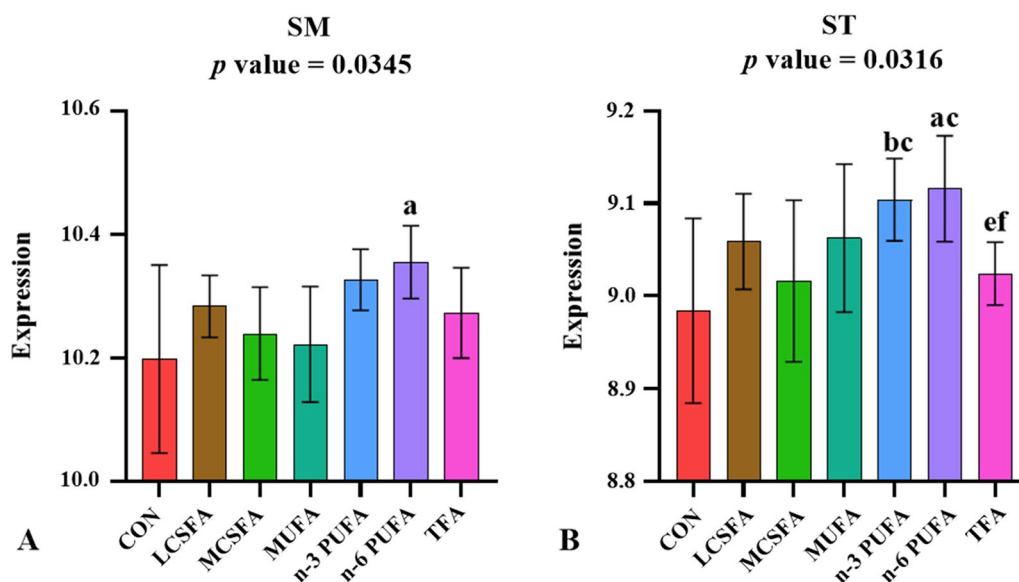 SM
p value = 0.0345
Expression
10.6
10.4
10.2
10.0
a
CON
LCSFA
MCSFA
MUFA
n-3 PUFA
n-6 PUFA
TFA
A
ST
p value = 0.0316
Expression
9.2
9.1
9.0
8.9
8.8
bc
ac
ef
CON
LCSFA
MCSFA
MUFA
n-3 PUFA
n-6 PUFA
TFA
B